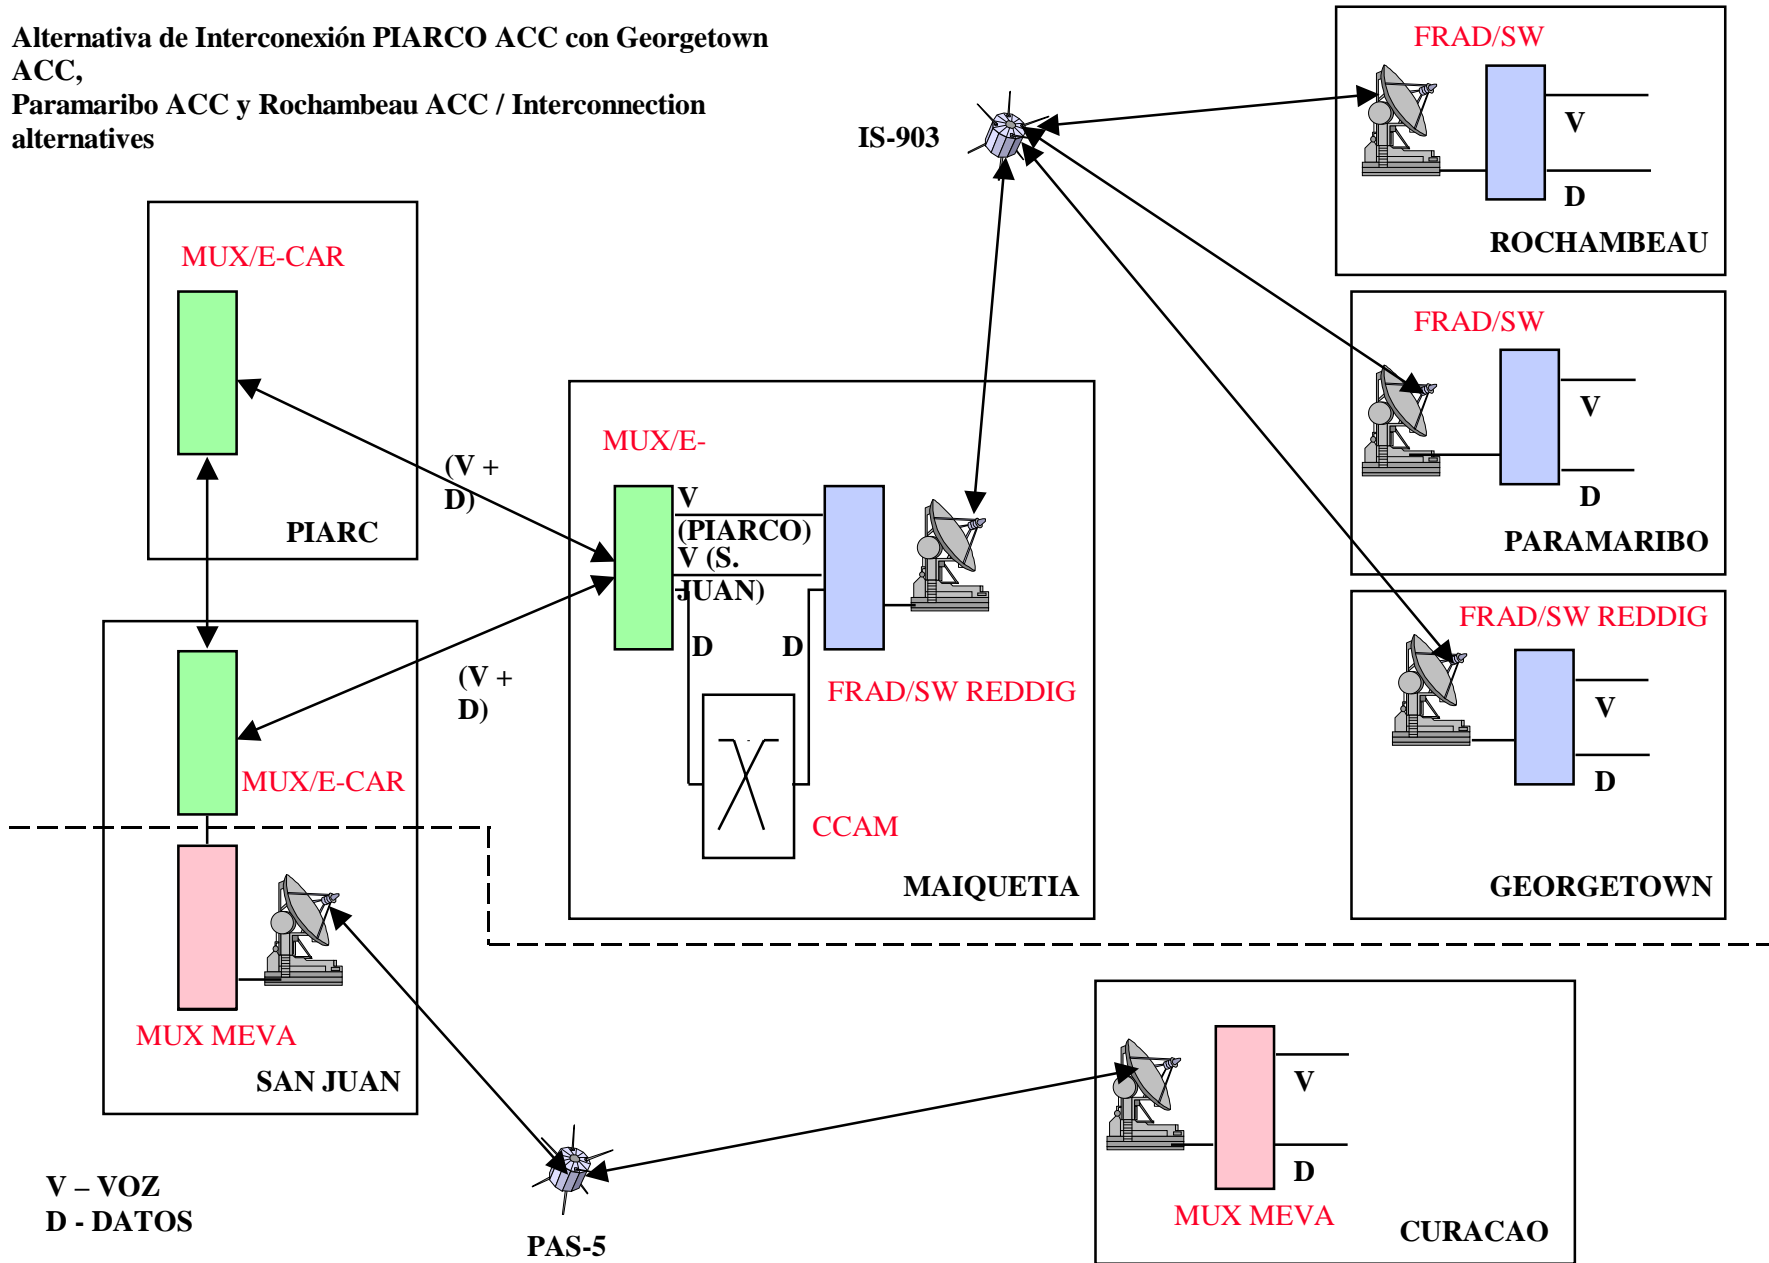 Alternativa de Interconexión PIARCO ACC con Georgetown
ACC,
Paramaribo ACC y Rochambeau ACC / Interconnection
alternatives
IS-903
FRAD/SW
V
D
ROCHAMBEAU
MUX/E-CAR
PIARC
FRAD/SW
V
D
PARAMARIBO
(V +
D)
MUX/E-
V
(PIARCO)
V (S.
JUAN)
D
D
FRAD/SW REDDIG
CCAM
MAIQUETIA
FRAD/SW REDDIG
V
D
GEORGETOWN
(V +
D)
MUX/E-CAR
MUX MEVA
SAN JUAN
V
D
MUX MEVA
CURACAO
PAS-5
V – VOZ
D - DATOS